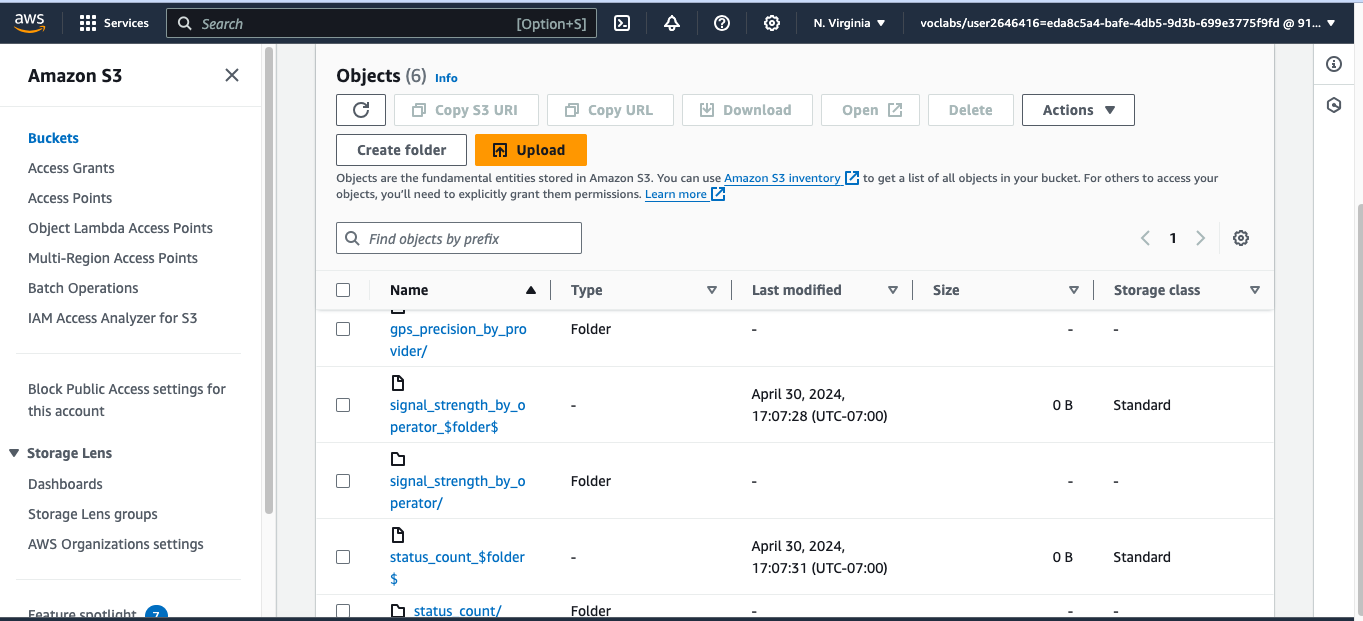 aws
Services
Search
[Option+S]
N. Virginia
voclabs/user2646416=eda8c5a4-bafe-4db5-9d3b-699e3775f9fd @ 91...
Amazon S3
Buckets
Access Grants
Access Points
Object Lambda Access Points
Multi-Region Access Points
Batch Operations
IAM Access Analyzer for S3
Block Public Access settings for
this account
Storage Lens
Dashboards
Storage Lens groups
AWS Organizations settings
Feature spotlight 7
Objects (6) Info
Copy S3 URI
Copy URL
Download
Open
Delete
Actions
Create folder
Upload
Objects are the fundamental entities stored in Amazon S3. You can use Amazon S3 inventory to get a list of all objects in your bucket. For others to access your
objects, you'll need to explicitly grant them permissions. Learn more
Find objects by prefix
1
Name Type Last modified Size Storage class
gps_precision_by_pro
vider/
Folder - - -
signal_strength_by_o
perator_$folder$
-
April 30, 2024,
17:07:28 (UTC-07:00)
0 B Standard
signal_strength_by_o
perator/
Folder - - -
status_count_$folder
$
-
April 30, 2024,
17:07:31 (UTC-07:00)
0 B Standard
status_count/ Folder - - -